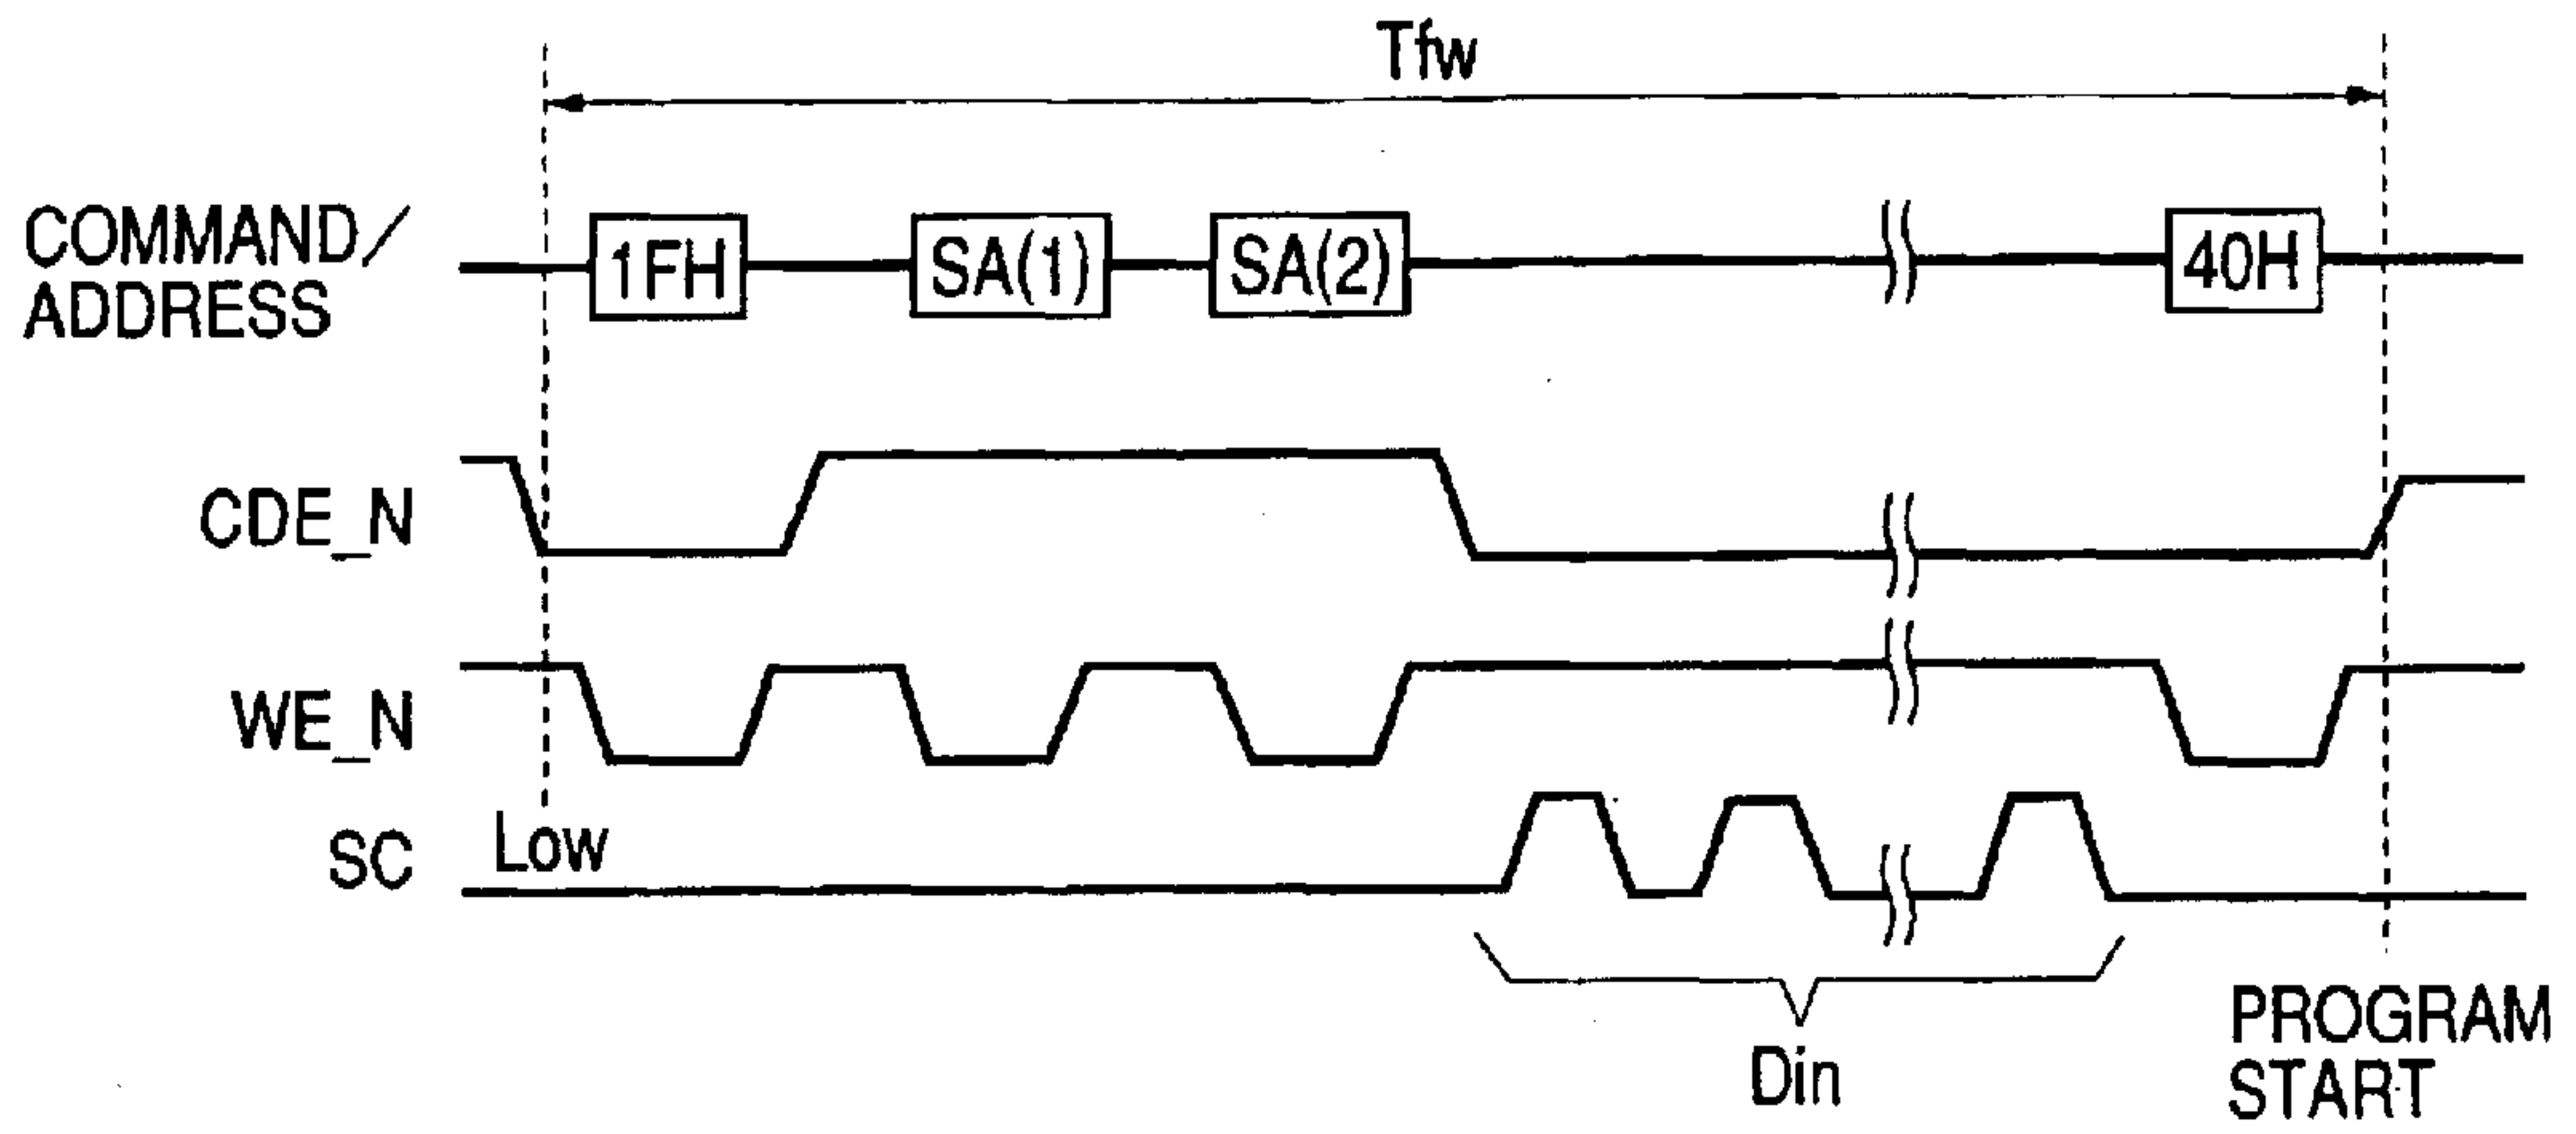 Tfw
COMMAND/
ADDRESS
1FH
SA(1)
SA(2)
40H
CDE_N
WE_N
SC
Low
Din
PROGRAM
START